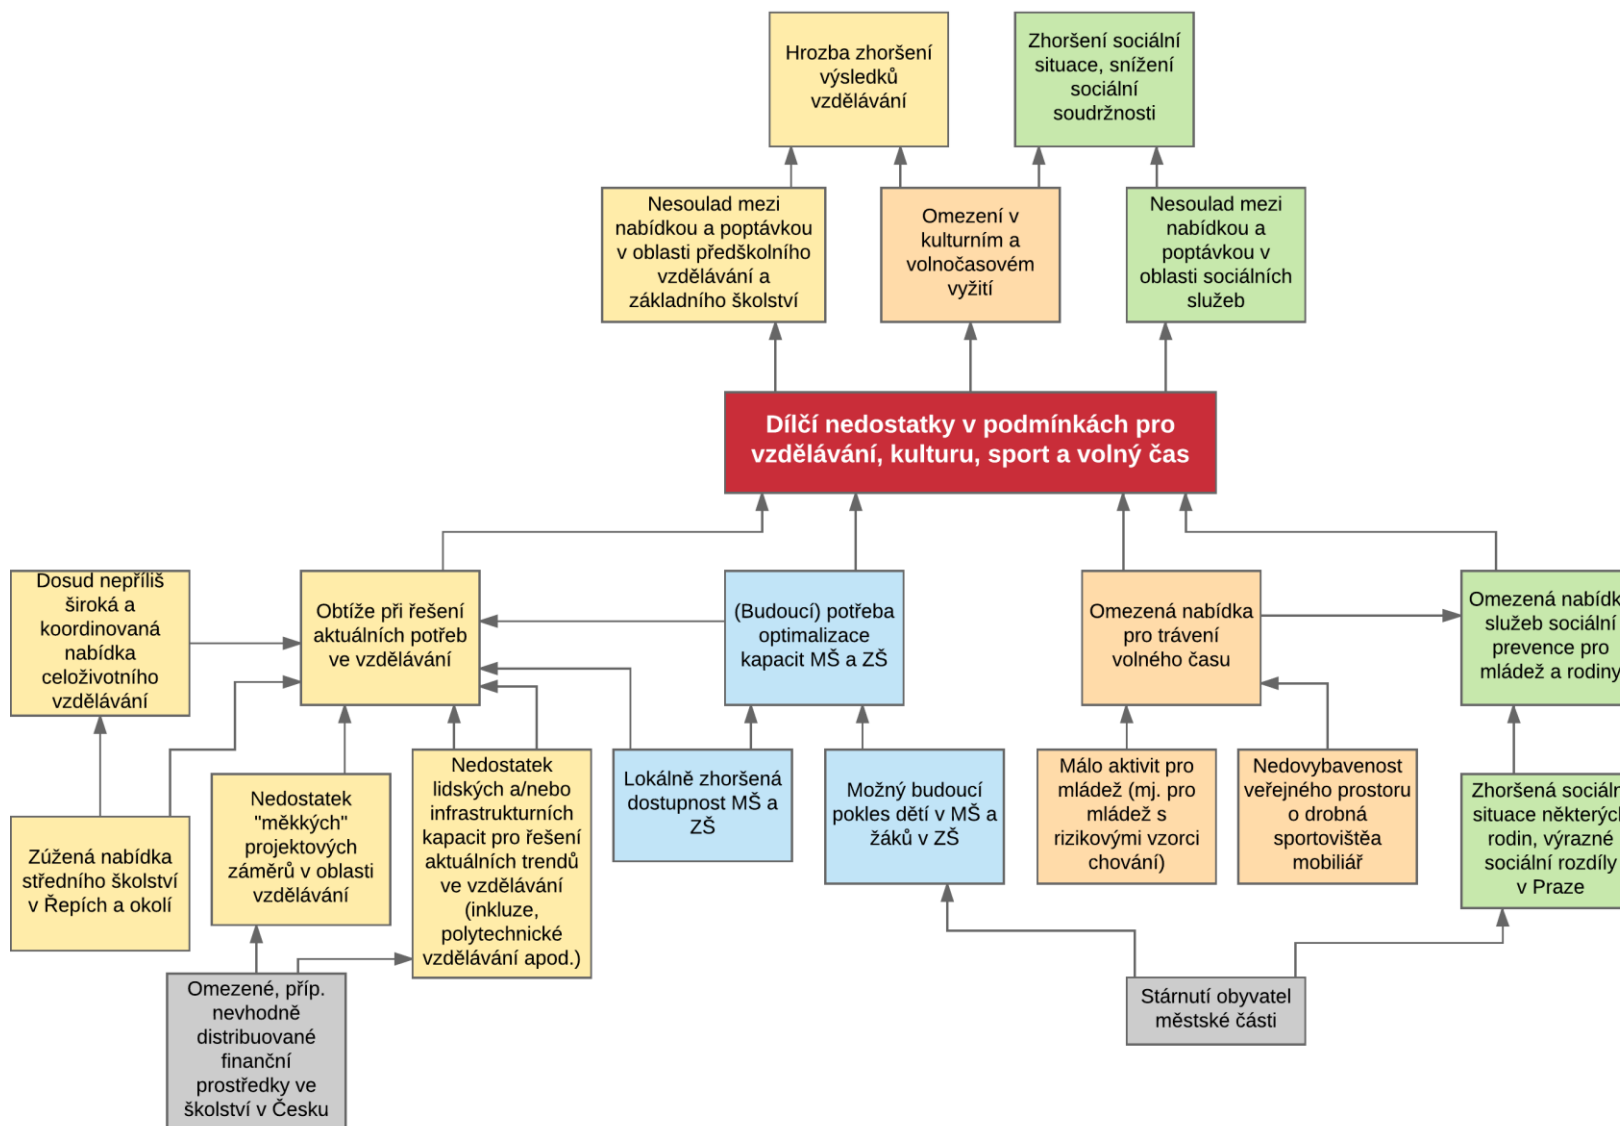 Hrozba zhoršení
výsledků
vzdělávání
Zhoršení sociální
situace, snížení
sociální
soudržnosti
Nesoulad mezi
nabídkou a poptávkou
v oblasti předškolního
vzdělávání a
základního školství
Omezení v
kulturním a
volnočasovém
vyžití
Nesoulad mezi
nabídkou a
poptávkou v
oblasti sociálních
služeb
Dílčí nedostatky v podmínkách pro
vzdělávání, kulturu, sport a volný čas
Dosud nepříliš
široká a
koordinovaná
nabídka
celoživotního
vzdělávání
Obtíže při řešení
aktuálních potřeb
ve vzdělávání
(Budoucí) potřeba
optimalizace
kapacit MŠ a ZŠ
Omezená nabídka
pro trávení
volného času
Omezená nabídk
služeb sociální
prevence pro
mládež a rodiny
Zúžená nabídka
středního školství
v Řepích a okolí
Nedostatek
"měkkých"
projektových
záměrů v oblasti
vzdělávání
Nedostatek
lidských a/nebo
infrastrukturních
kapacit pro řešení
aktuálních trendů
ve vzdělávání
(inkluze,
polytechnické
vzdělávání apod.)
Lokálně zhoršená
dostupnost MŠ a
ZŠ
Možný budoucí
pokles dětí v MŠ a
žáků v ZŠ
Málo aktivit pro
mládež (mj. pro
mládež s
rizikovými vzorci
chování)
Nedovybavenost
veřejného prostoru
o drobná
sportovištěa
mobiliář
Zhoršená sociáln
situace některých
rodin, výrazné
sociální rozdíly
v Praze
Omezené, příp.
nevhodně
distribuované
finanční
prostředky ve
školství v Česku
Stárnutí obyvatel
městské části